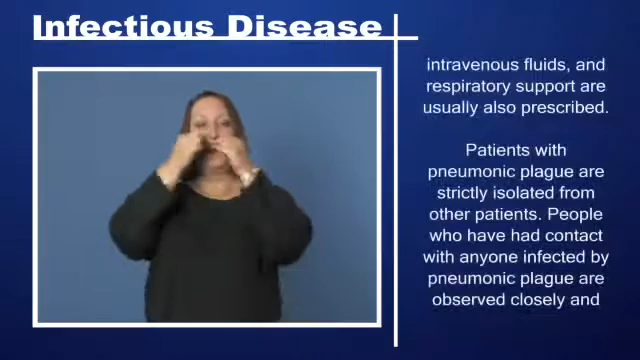 Infectious Disease
intravenous fluids, and
respiratory support are
usually also prescribed.
Patients with
pneumonic plague are
strictly isolated from
other patients. People
who have had contact
with anyone infected by
pneumonic plague are
observed closely and